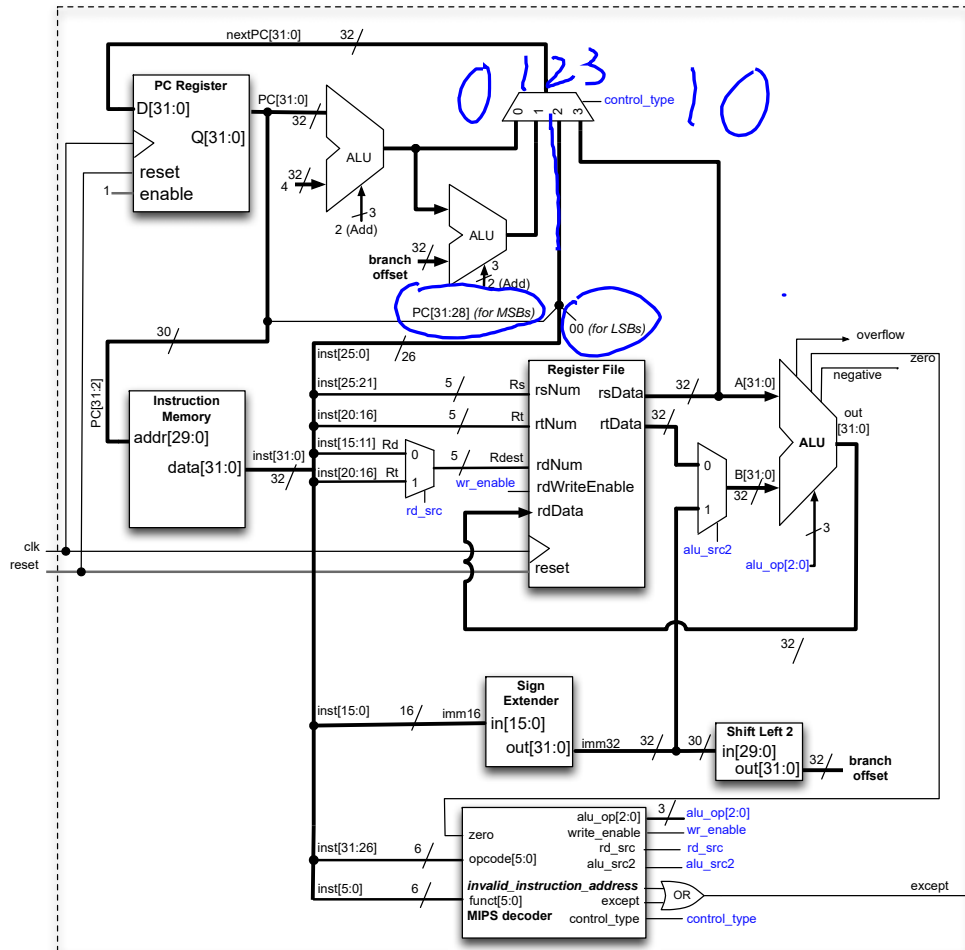 nextPC[31:0]
32
0 1 2 3
1 0
PC Register
D[31:0]
Q[31:0]
reset
1 enable
PC[31:0]
32
4
32
ALU
3
2 (Add)
0 1 2 3
control_type
ALU
32
branch
offset
3
2 (Add)
PC[31:28] (for MSBs)
00 (for LSBs)
30
PC[31:2]
inst[25:0]
26
Instruction
Memory
addr[29:0]
data[31:0]
inst[31:0]
32
inst[25:21]
5
Rs
inst[20:16]
5
Rt
inst[15:11]
Rd
0
inst[20:16]
Rt
1
5
Rdest
rd_src
wr_enable
Register File
rsNum
rsData
rtNum
rtData
rdNum
rdWriteEnable
rdData
reset
32
32
A[31:0]
0
1
B[31:0]
32
alu_src2
ALU
out
[31:0]
overflow
zero
negative
3
alu_op[2:0]
clk
reset
32
inst[15:0]
16
imm16
Sign
Extender
in[15:0]
out[31:0]
imm32
32
30
Shift Left 2
in[29:0]
out[31:0]
32
branch
offset
inst[31:26]
6
inst[5:0]
6
zero
opcode[5:0]
funct[5:0]
MIPS decoder
alu_op[2:0]
write_enable
rd_src
alu_src2
invalid_instruction_address
except
control_type
3
alu_op[2:0]
wr_enable
rd_src
alu_src2
OR
except
control_type